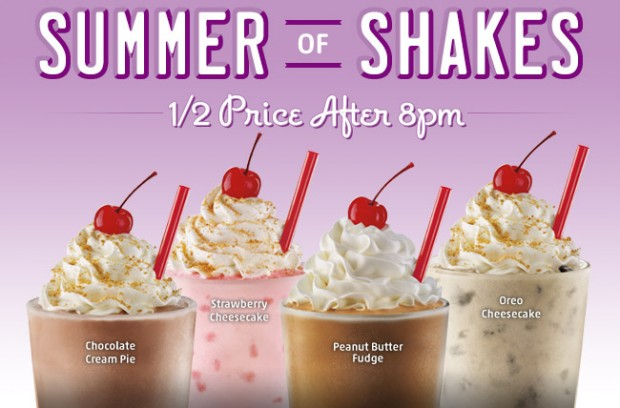 SUMMER OF SHAKES
1/2 Price After 8pm
Strawberry
Cheesecake
Oreo
Cheesecake
Chocolate
Cream Pie
Peanut Butter
Fudge